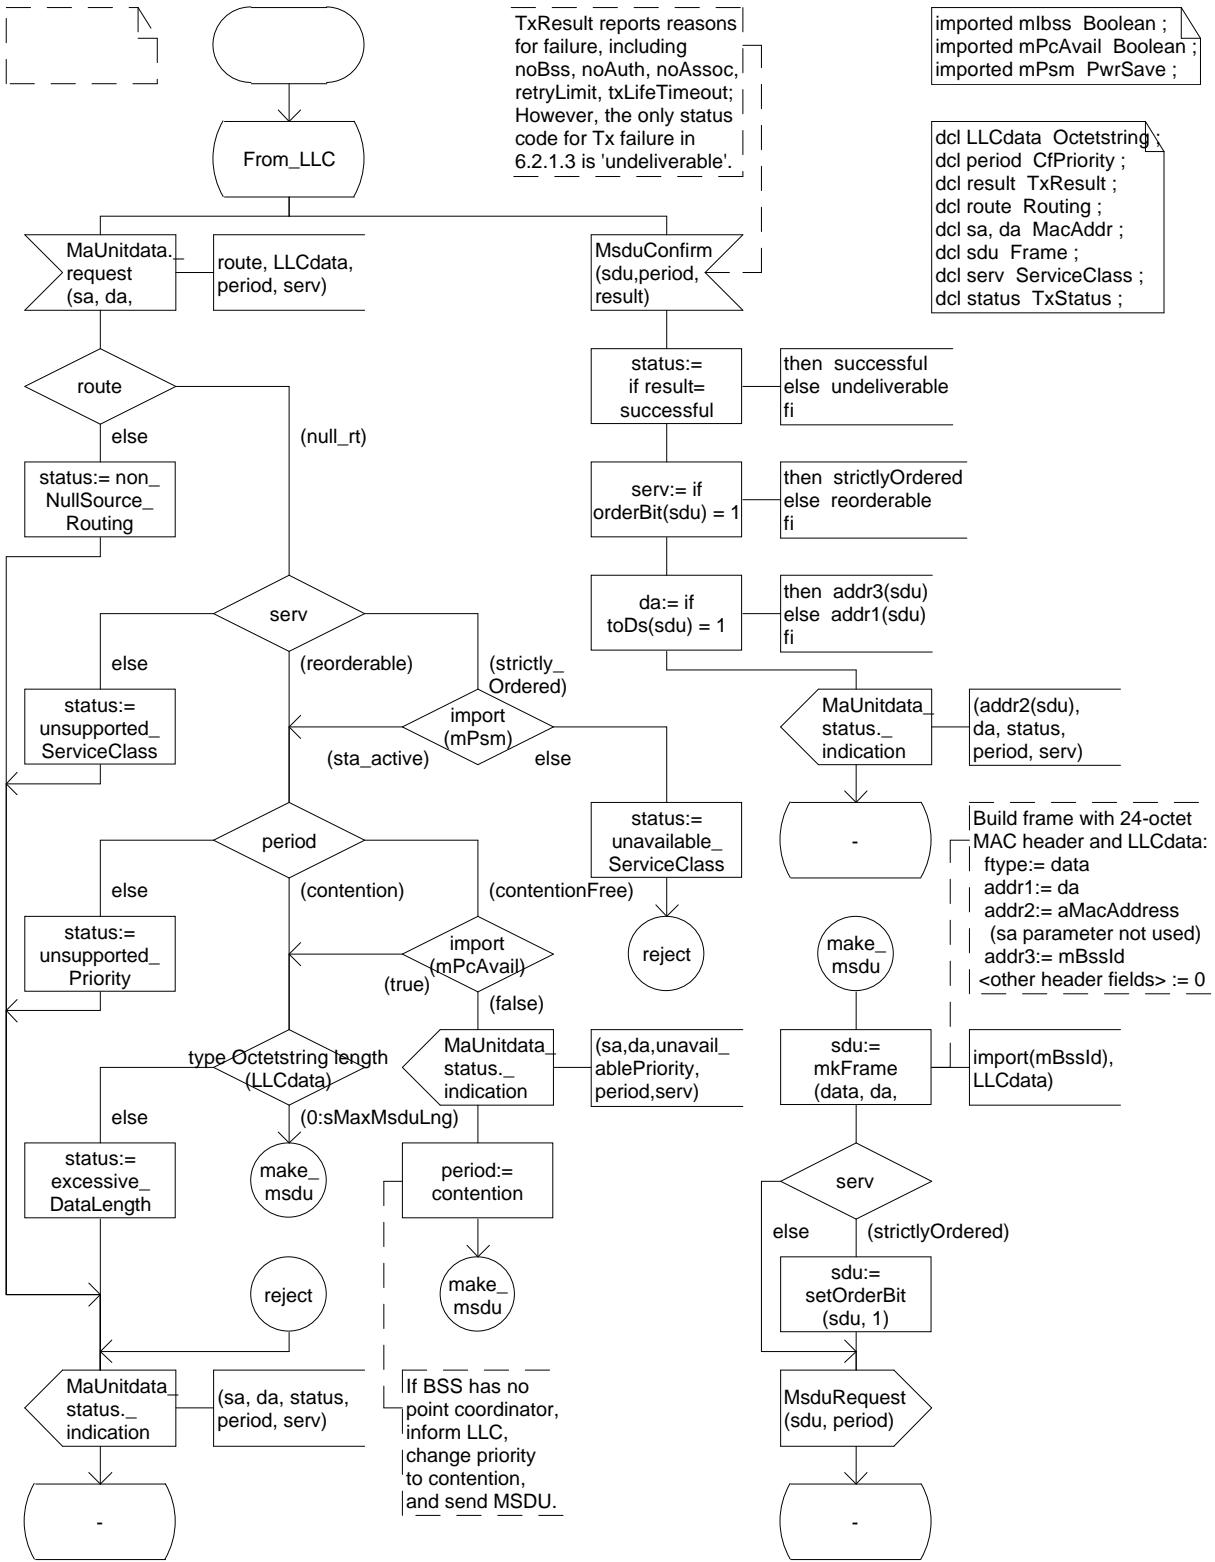 TxResult reports reasons
for failure, including
noBss, noAuth, noAssoc,
retryLimit, txLifeTimeout;
However, the only status
code for Tx failure in
6.2.1.3 is 'undeliverable'.
imported mIbss Boolean ;
imported mPcAvail Boolean ;
imported mPsm PwrSave ;
dcl LLCdata Octetstring ;
dcl period CfPriority ;
dcl result TxResult ;
dcl route Routing ;
dcl sa, da MacAddr ;
dcl sdu Frame ;
dcl serv ServiceClass ;
dcl status TxStatus ;
From_LLC
MaUnitdata._
request
(sa, da,
route, LLCdata,
period, serv)
route
else
(null_rt)
status:= non_
NullSource_
Routing
serv
else
(reorderable)
(strictly_
Ordered)
status:=
unsupported_
ServiceClass
import
(mPsm)
(sta_active)
else
status:=
unavailable_
ServiceClass
reject
period
else
(contention)
(contentionFree)
status:=
unsupported_
Priority
import
(mPcAvail)
(true)
(false)
type Octetstring length
(LLCdata)
else
(0:sMaxMsduLng)
status:=
excessive_
DataLength
make_
msdu
MaUnitdata_
status._
indication
(sa,da,unavail_
ablePriority,
period,serv)
period:=
contention
make_
msdu
reject
MaUnitdata_
status._
indication
(sa, da, status,
period, serv)
-
If BSS has no
point coordinator,
inform LLC,
change priority
to contention,
and send MSDU.
MsduConfirm
(sdu,period,
result)
status:=
if result=
successful
then successful
else undeliverable
fi
serv:= if
orderBit(sdu) = 1
then strictlyOrdered
else reorderable
fi
da:= if
toDs(sdu) = 1
then addr3(sdu)
else addr1(sdu)
fi
MaUnitdata_
status._
indication
(addr2(sdu),
da, status,
period, serv)
-
Build frame with 24-octet
MAC header and LLCdata:
ftype:= data
addr1:= da
addr2:= aMacAddress
(sa parameter not used)
addr3:= mBssId
<other header fields> := 0
make_
msdu
sdu:=
mkFrame
(data, da,
import(mBssId),
LLCdata)
serv
else
(strictlyOrdered)
sdu:=
setOrderBit
(sdu, 1)
MsduRequest
(sdu, period)
-